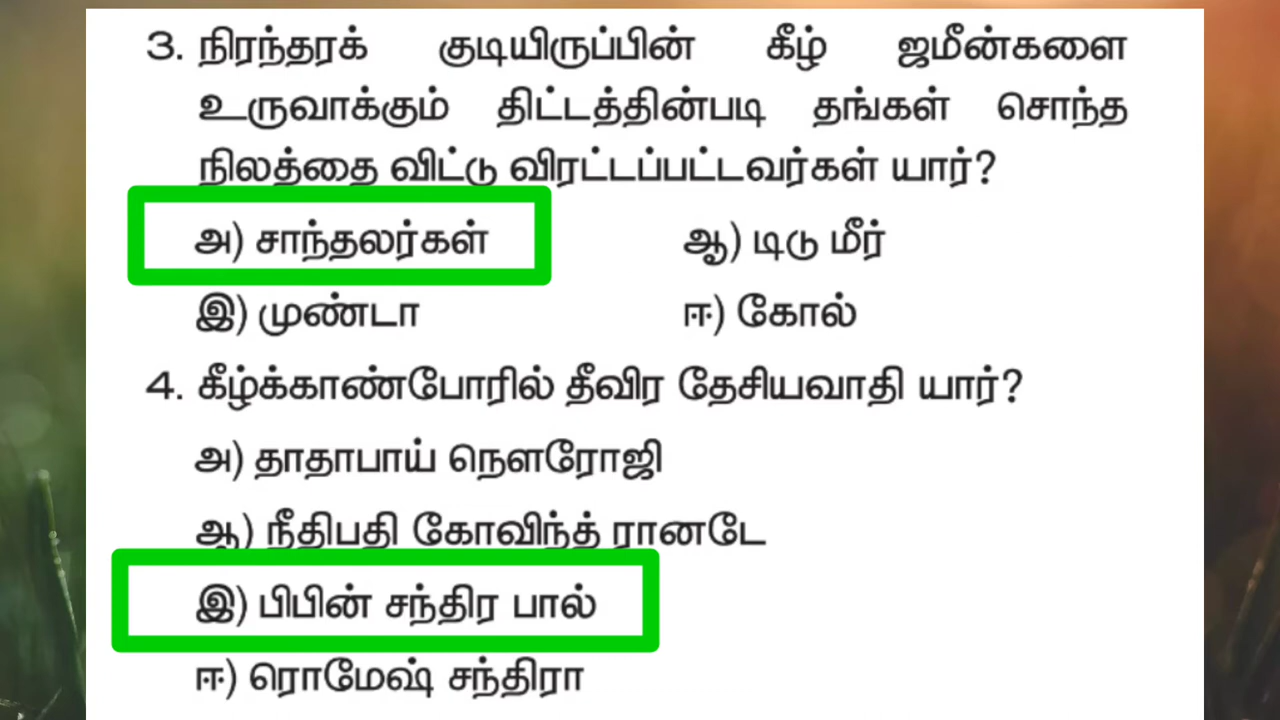 3. நிரந்தரக் குடியிருப்பின் கீழ் ஜமீன்களை
உருவாக்கும் திட்டத்தின்படி தங்கள் சொந்த
நிலத்தை விட்டு விரட்டப்பட்டவர்கள் யார்?
அ) சாந்தலர்கள் ஆ) டிடு மீர்
இ) முண்டா ஈ) கோல்
4. கீழ்க்காண்போரில் தீவிர தேசியவாதி யார்?
அ) தாதாபாய் நௌரோஜி
ஆ) நீதிபதி கோவிந்த் ரானடே
இ) பிபின் சந்திர பால்
ஈ) ரொமேஷ் சந்திரா